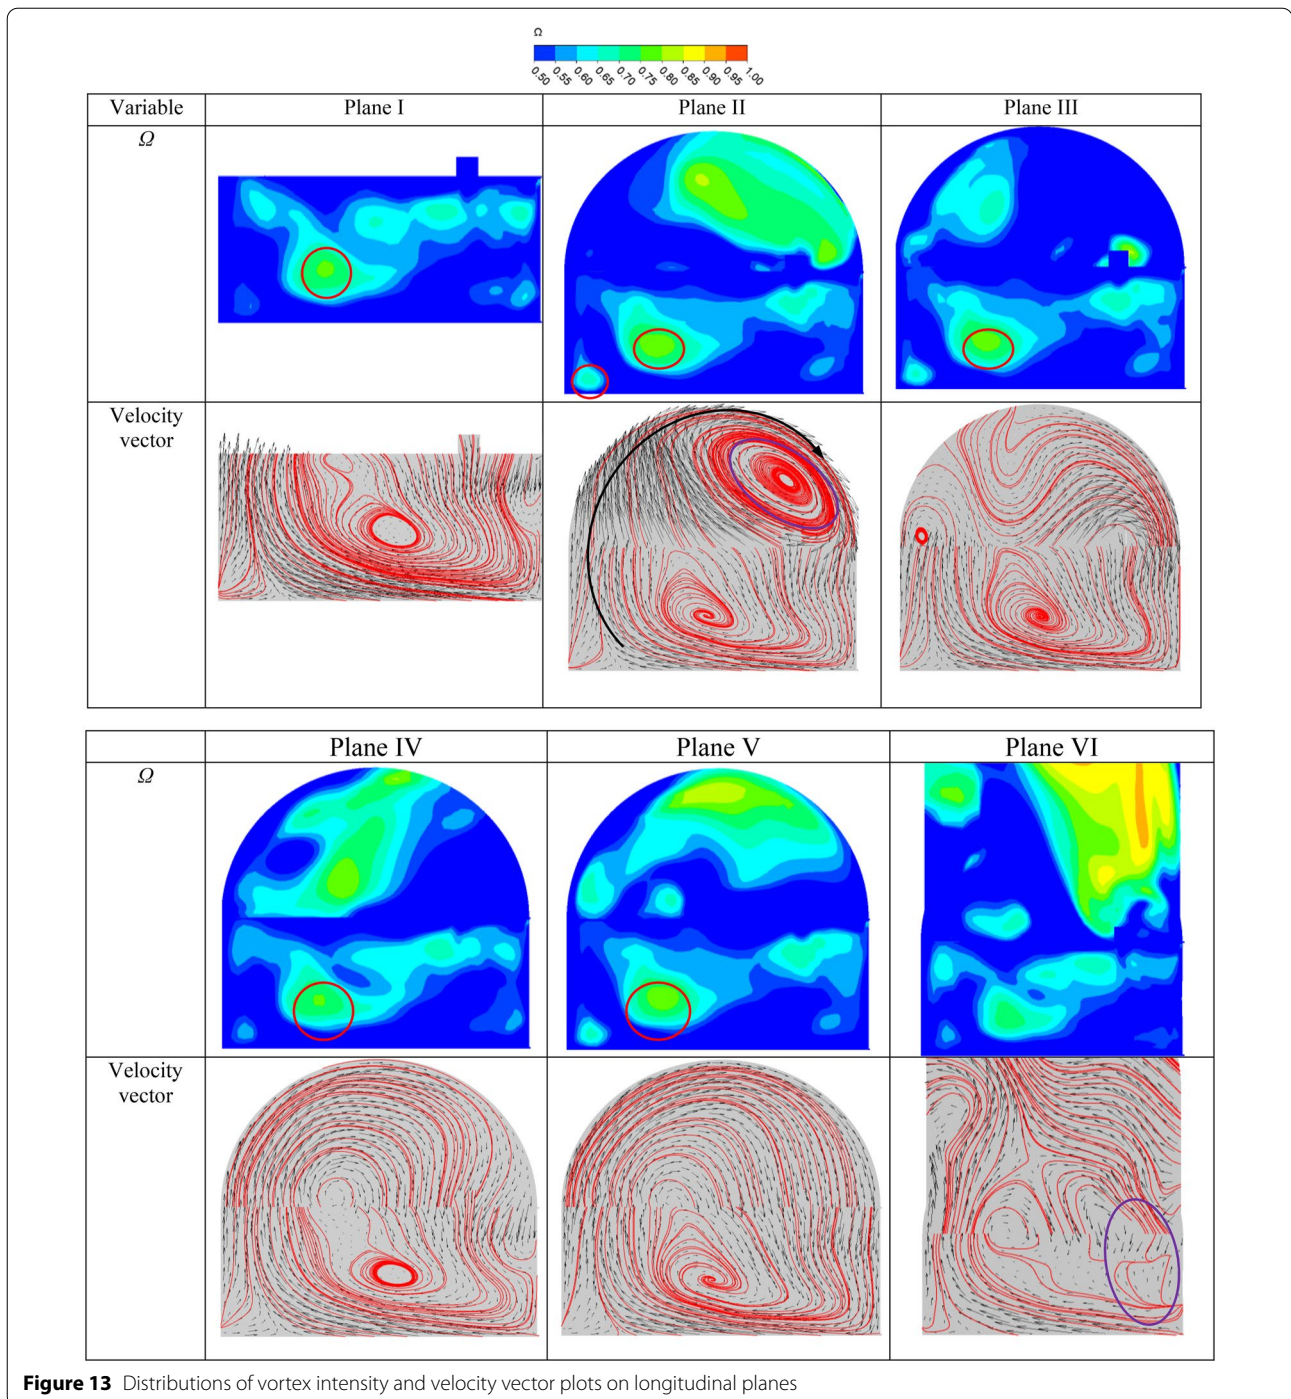 Ω
0.50 0.55 0.60 0.65 0.70 0.75 0.80 0.85 0.90 0.95 1.00
Variable Plane I Plane II Plane III
Ω
Velocity
vector
Plane IV Plane V Plane VI
Ω
Velocity
vector
Figure 13 Distributions of vortex intensity and velocity vector plots on longitudinal planes